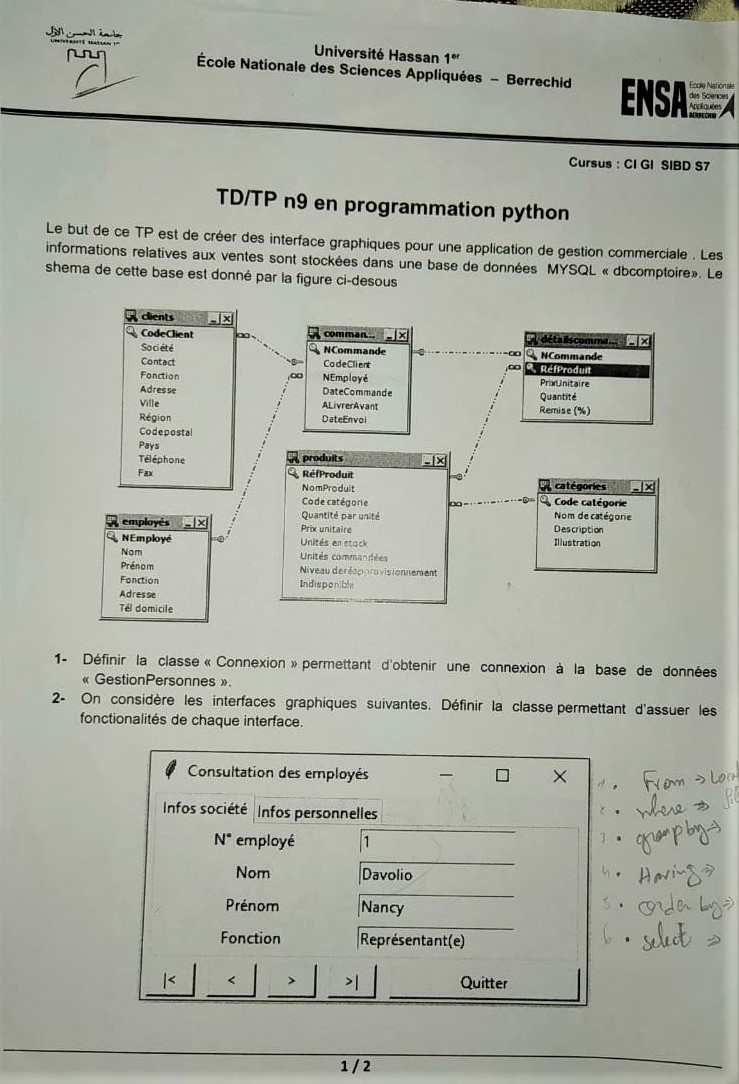 جامعة الحسن الأول
UNIVERSITÉ HASSAN 1er
Université Hassan 1er
École Nationale des Sciences Appliquées – Berrechid
ENSA
Ecole Nationale
des Sciences
Appliquées
BERRECHID
Cursus : CI GI SIBD S7
TD/TP n9 en programmation python
Le but de ce TP est de créer des interface graphiques pour une application de gestion commerciale . Les
informations relatives aux ventes sont stockées dans une base de données MYSQL « dbcomptoire». Le
shema de cette base est donné par la figure ci-desous
clients
CodeClient
Société
Contact
Fonction
Adresse
Ville
Région
Codepostal
Pays
Téléphone
Fax
comman...
NCommande
CodeClient
NEmployé
DateCommande
ALivrerAvant
DateEnvoi
détailscomma...
NCommande
RéfProduit
PrixUnitaire
Quantité
Remise (%)
employés
NEmployé
Nom
Prénom
Fonction
Adresse
Tél domicile
produits
RéfProduit
NomProduit
Code catégorie
Quantité par unité
Prix unitaire
Unités en stock
Unités commandées
Niveau deréapprovisionnement
Indisponible
catégories
Code catégorie
Nom de catégorie
Description
Illustration
1- Définir la classe « Connexion » permettant d'obtenir une connexion à la base de données
« GestionPersonnes ».
2- On considère les interfaces graphiques suivantes. Définir la classe permettant d'assuer les
fonctionalités de chaque interface.
Consultation des employés
Infos société Infos personnelles
N° employé 1
Nom Davolio
Prénom Nancy
Fonction Représentant(e)
|< < > >| Quitter
1. From ⇒
2. where ⇒
3. group by ⇒
4. Having ⇒
5. order by ⇒
6. select ⇒
1 / 2